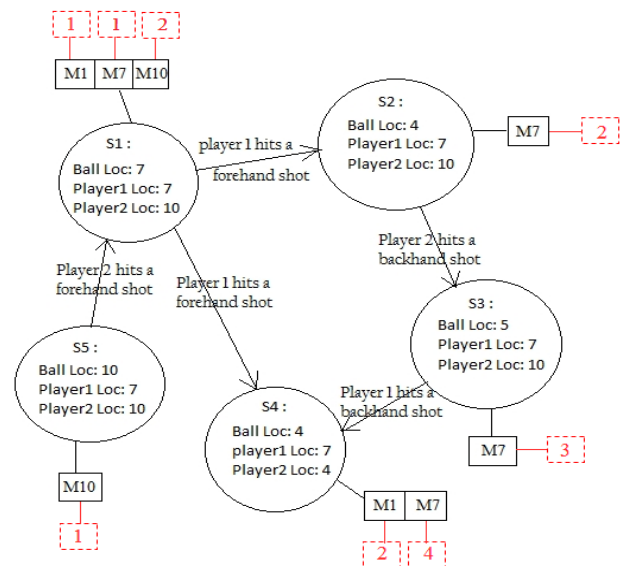 1 1 2
M1 M7 M10
S1 :
Ball Loc: 7
Player1 Loc: 7
Player2 Loc: 10
player 1 hits a
forehand shot
S2 :
Ball Loc: 4
Player1 Loc: 7
Player2 Loc: 10
M7
2
Player 2 hits a
backhand shot
Player 2 hits a
forehand shot
Player 1 hits a
forehand shot
S3 :
Ball Loc: 5
Player1 Loc: 7
Player2 Loc: 10
M7
3
S5 :
Ball Loc: 10
Player1 Loc: 7
Player2 Loc: 10
M10
1
Player 1 hits a
backhand shot
S4 :
Ball Loc: 4
player1 Loc: 7
Player2 Loc: 4
M1 M7
2 4